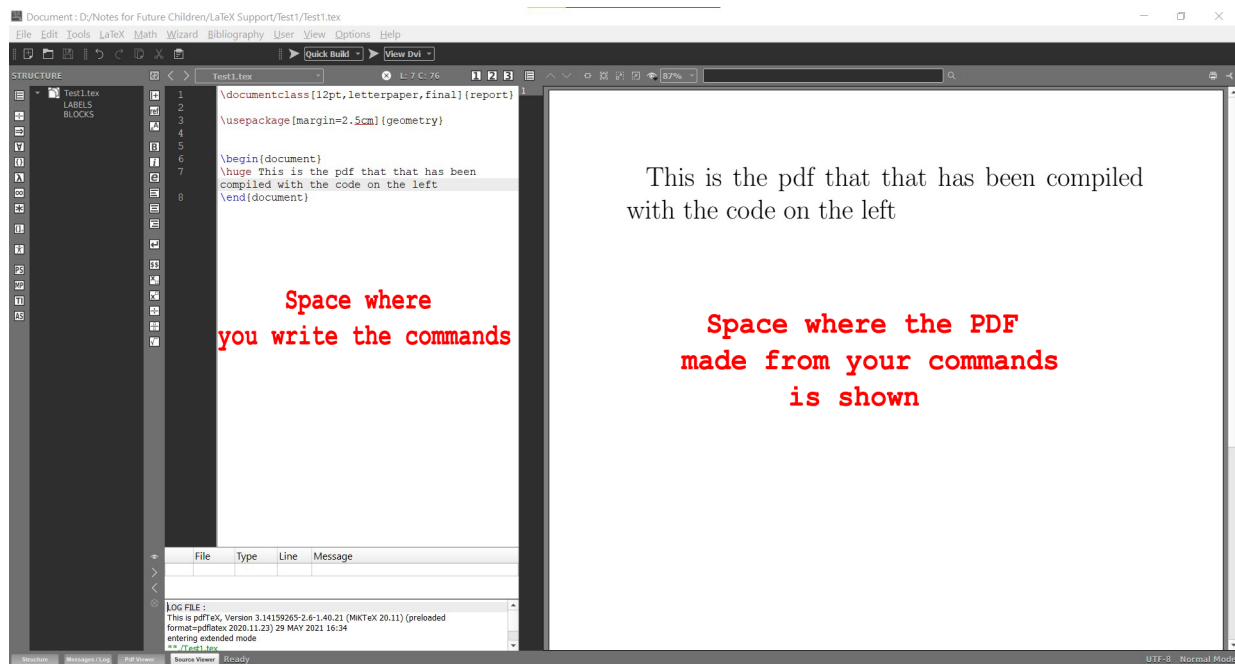 Document : D:/Notes for Future Children/LaTeX Support/Test1/Test1.tex
File Edit Tools LaTeX Math Wizard Bibliography User View Options Help
Quick Build View Dvi
STRUCTURE Test1.tex L: 7 C: 76 1 2 3 87%
Test1.tex
LABELS
BLOCKS
1 \documentclass[12pt,letterpaper,final]{report}
2
3 \usepackage[margin=2.5cm]{geometry}
4
5
6 \begin{document}
7 \huge This is the pdf that that has been
compiled with the code on the left
8 \end{document}
Space where
you write the commands
1
This is the pdf that that has been compiled
with the code on the left
Space where the PDF
made from your commands
is shown
File Type Line Message
LOG FILE :
This is pdfTeX, Version 3.14159265-2.6-1.40.21 (MiKTeX 20.11) (preloaded
format=pdflatex 2020.11.23) 29 MAY 2021 16:34
entering extended mode
** ./Test1.tex
Structure Messages / Log Pdf Viewer Source Viewer Ready UTF-8 Normal Mode